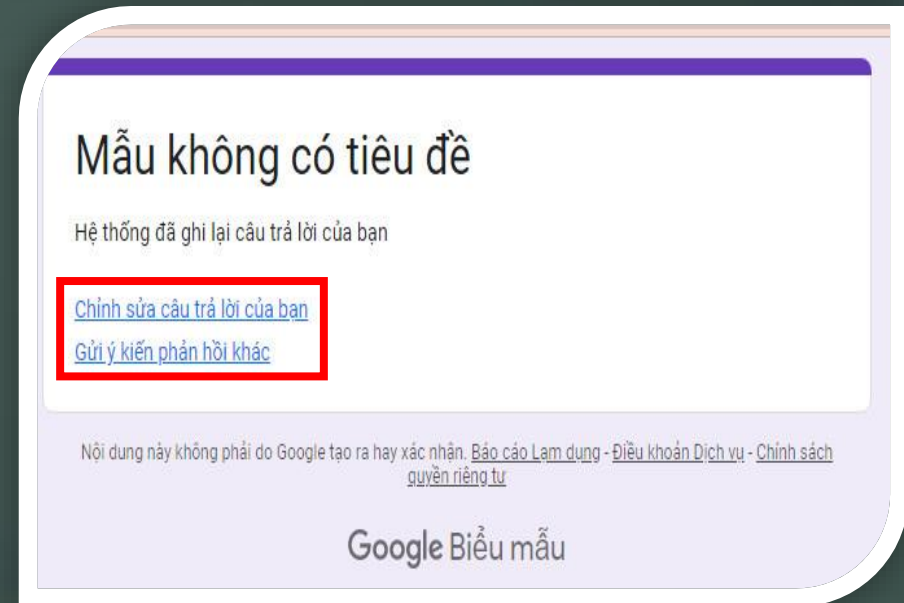 Mẫu không có tiêu đề
Hệ thống đã ghi lại câu trả lời của bạn
Chỉnh sửa câu trả lời của bạn
Gửi ý kiến phản hồi khác
Nội dung này không phải do Google tạo ra hay xác nhận. Báo cáo Lạm dụng - Điều khoản Dịch vụ - Chính sách
quyền riêng tư
Google Biểu mẫu